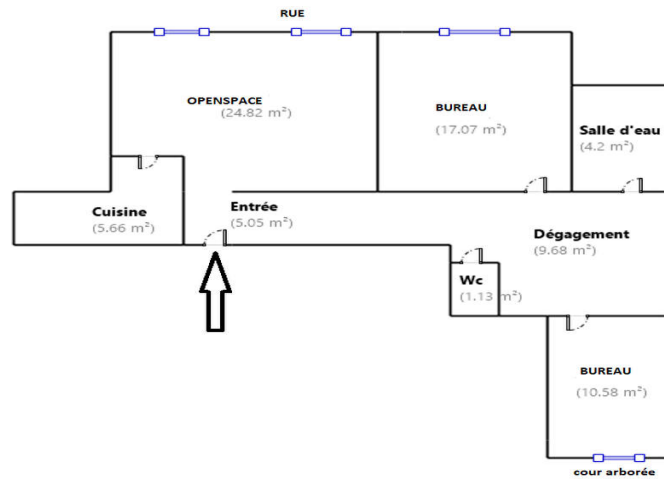 RUE
OPENSPACE
(24.82 m²)
BUREAU
(17.07 m²)
Salle d'eau
(4.2 m²)
Cuisine
(5.66 m²)
Entrée
(5.05 m²)
Dégagement
(9.68 m²)
Wc
(1.13 m²)
BUREAU
(10.58 m²)
cour arborée